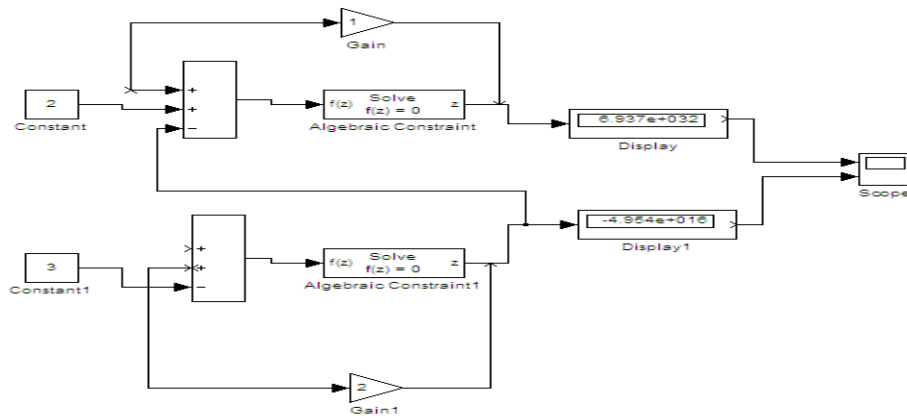 1
Gain
+
+
−
2
Constant
f(z) Solve f(z) = 0 z
Algebraic Constraint
6.937e+032
Display
Scope
+
+
−
3
Constant1
f(z) Solve f(z) = 0 z
Algebraic Constraint1
-4.954e+016
Display1
2
Gain1